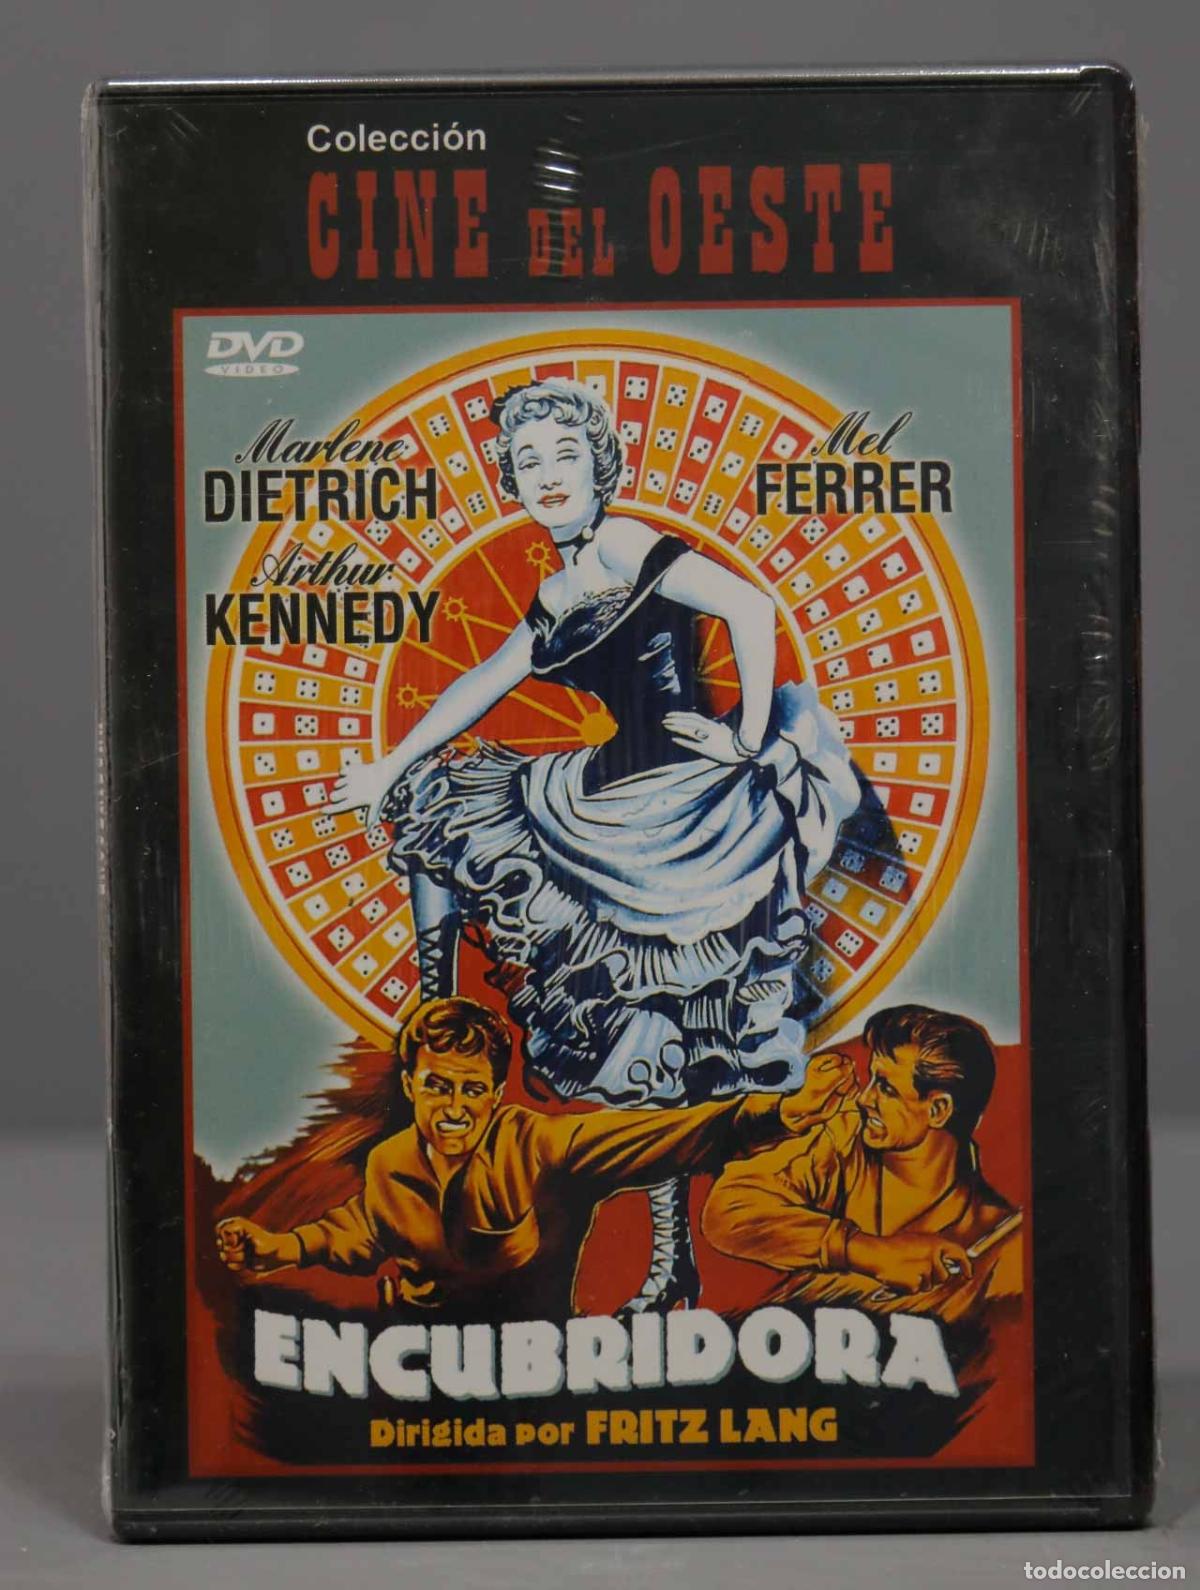 Colección
CINE DEL OESTE
DVD
VIDEO
Marlene
DIETRICH
Mel
FERRER
Arthur
KENNEDY
ENCUBRIDORA
Dirigida por FRITZ LANG
todocoleccion